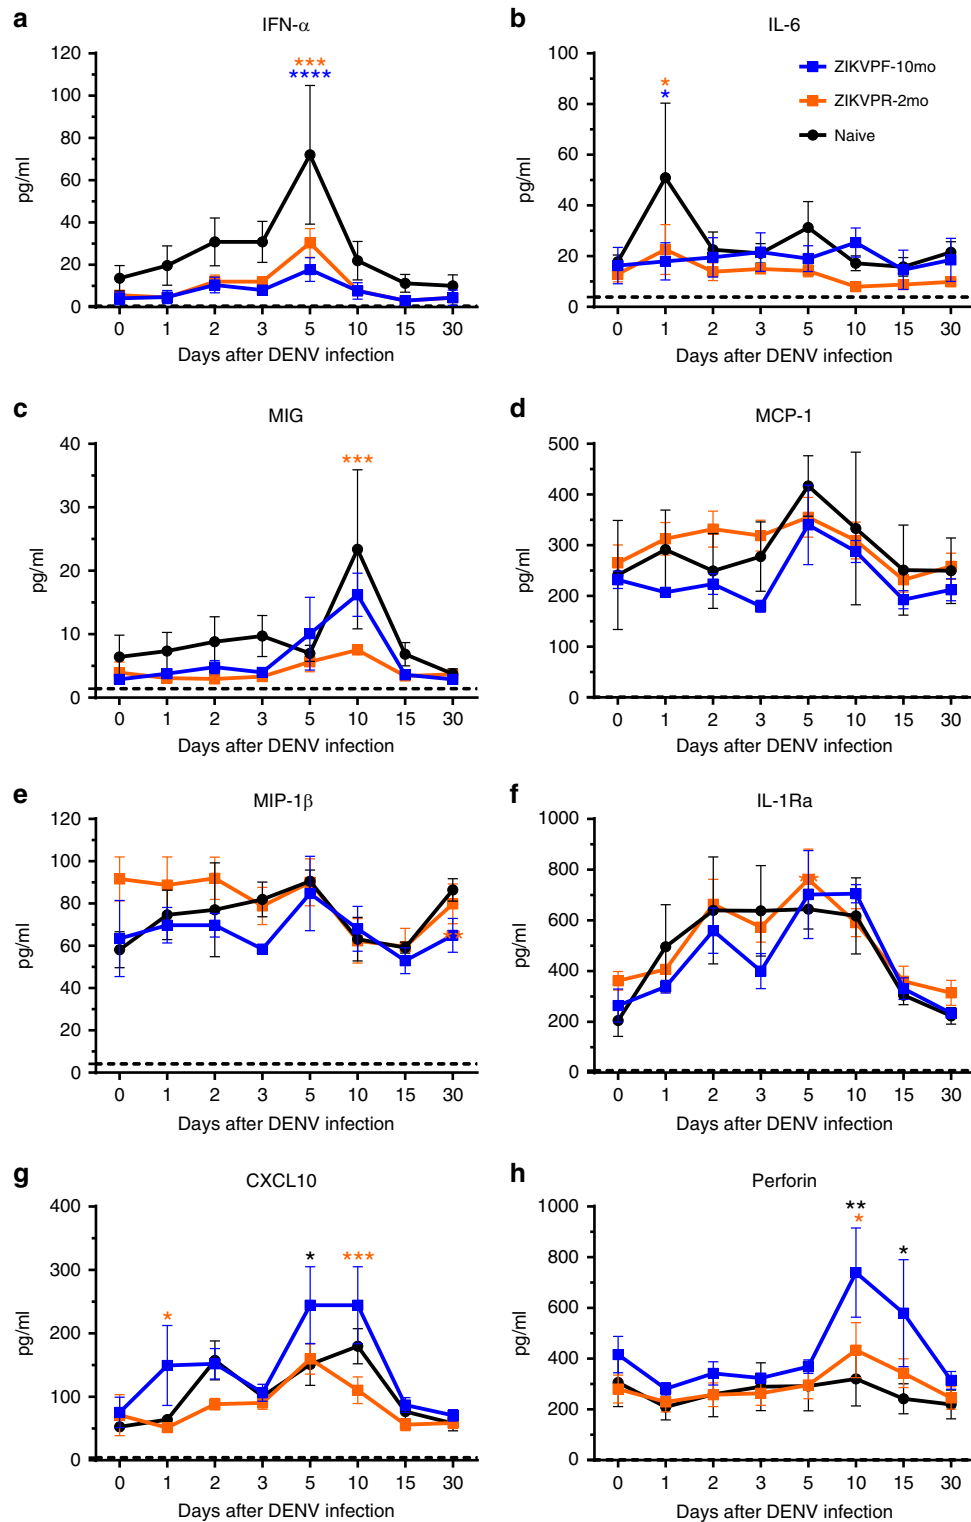 a
IFN-α
120
100
80
60
40
20
0
pg/ml
***
****
0 1 2 3 5 10 15 30
Days after DENV infection
b
IL-6
100
80
60
40
20
0
pg/ml
*
*
ZIKVPF-10mo
ZIKVPR-2mo
Naive
0 1 2 3 5 10 15 30
Days after DENV infection
c
MIG
40
30
20
10
0
pg/ml
***
0 1 2 3 5 10 15 30
Days after DENV infection
d
MCP-1
500
400
300
200
100
0
pg/ml
0 1 2 3 5 10 15 30
Days after DENV infection
e
MIP-1β
120
100
80
60
40
20
0
pg/ml
**
0 1 2 3 5 10 15 30
Days after DENV infection
f
IL-1Ra
1000
800
600
400
200
0
pg/ml
**
0 1 2 3 5 10 15 30
Days after DENV infection
g
CXCL10
400
300
200
100
0
pg/ml
*
*
***
0 1 2 3 5 10 15 30
Days after DENV infection
h
Perforin
1000
800
600
400
200
0
pg/ml
**
*
*
0 1 2 3 5 10 15 30
Days after DENV infection